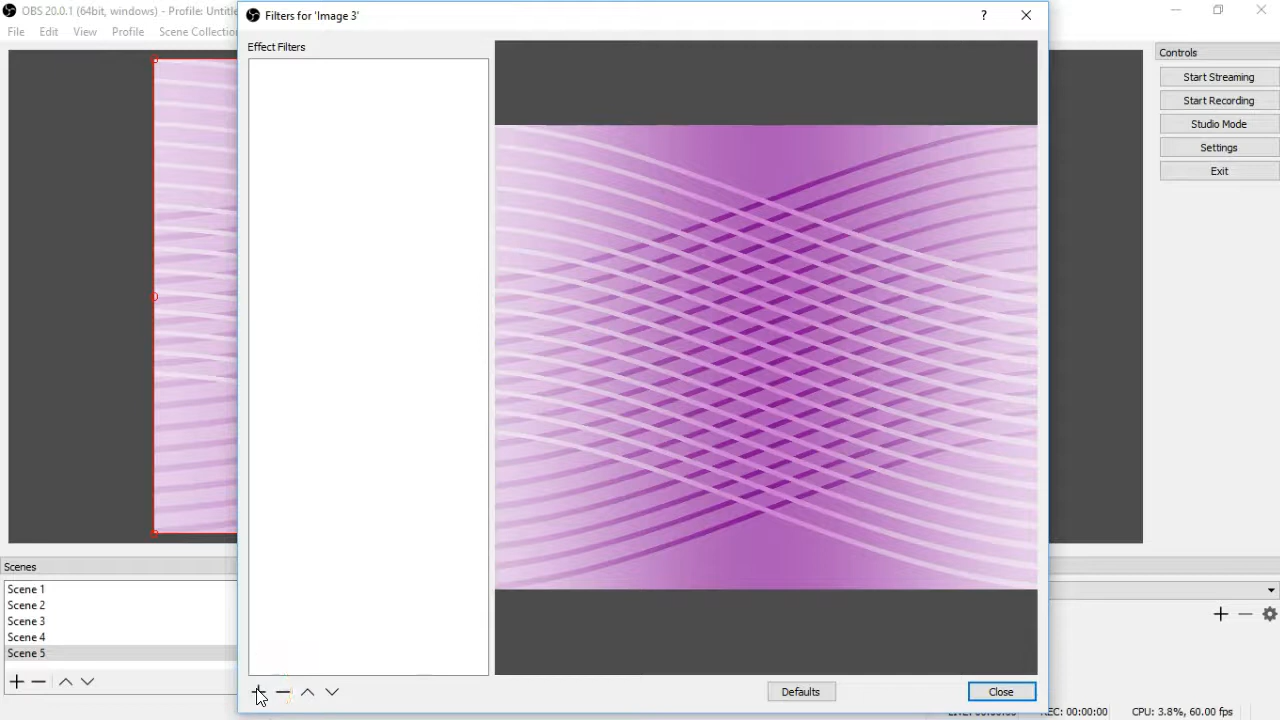 OBS 20.0.1 (64bit, windows) - Profile: Untitle
Filters for 'Image 3'
?
File Edit View Profile Scene Collection
Effect Filters
Controls
Start Streaming
Start Recording
Studio Mode
Settings
Exit
Scenes
Scene 1
Scene 2
Scene 3
Scene 4
Scene 5
Defaults
Close
REC: 00:00:00
CPU: 3.8%, 60.00 fps